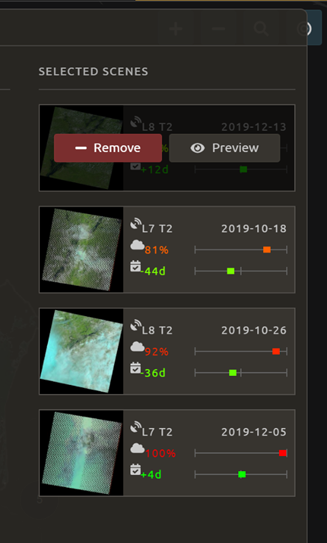 SELECTED SCENES
L8 T2 2019-12-13
Remove Preview
+12d
L7 T2 2019-10-18
81%
-44d
L8 T2 2019-10-26
92%
-36d
L7 T2 2019-12-05
100%
+4d